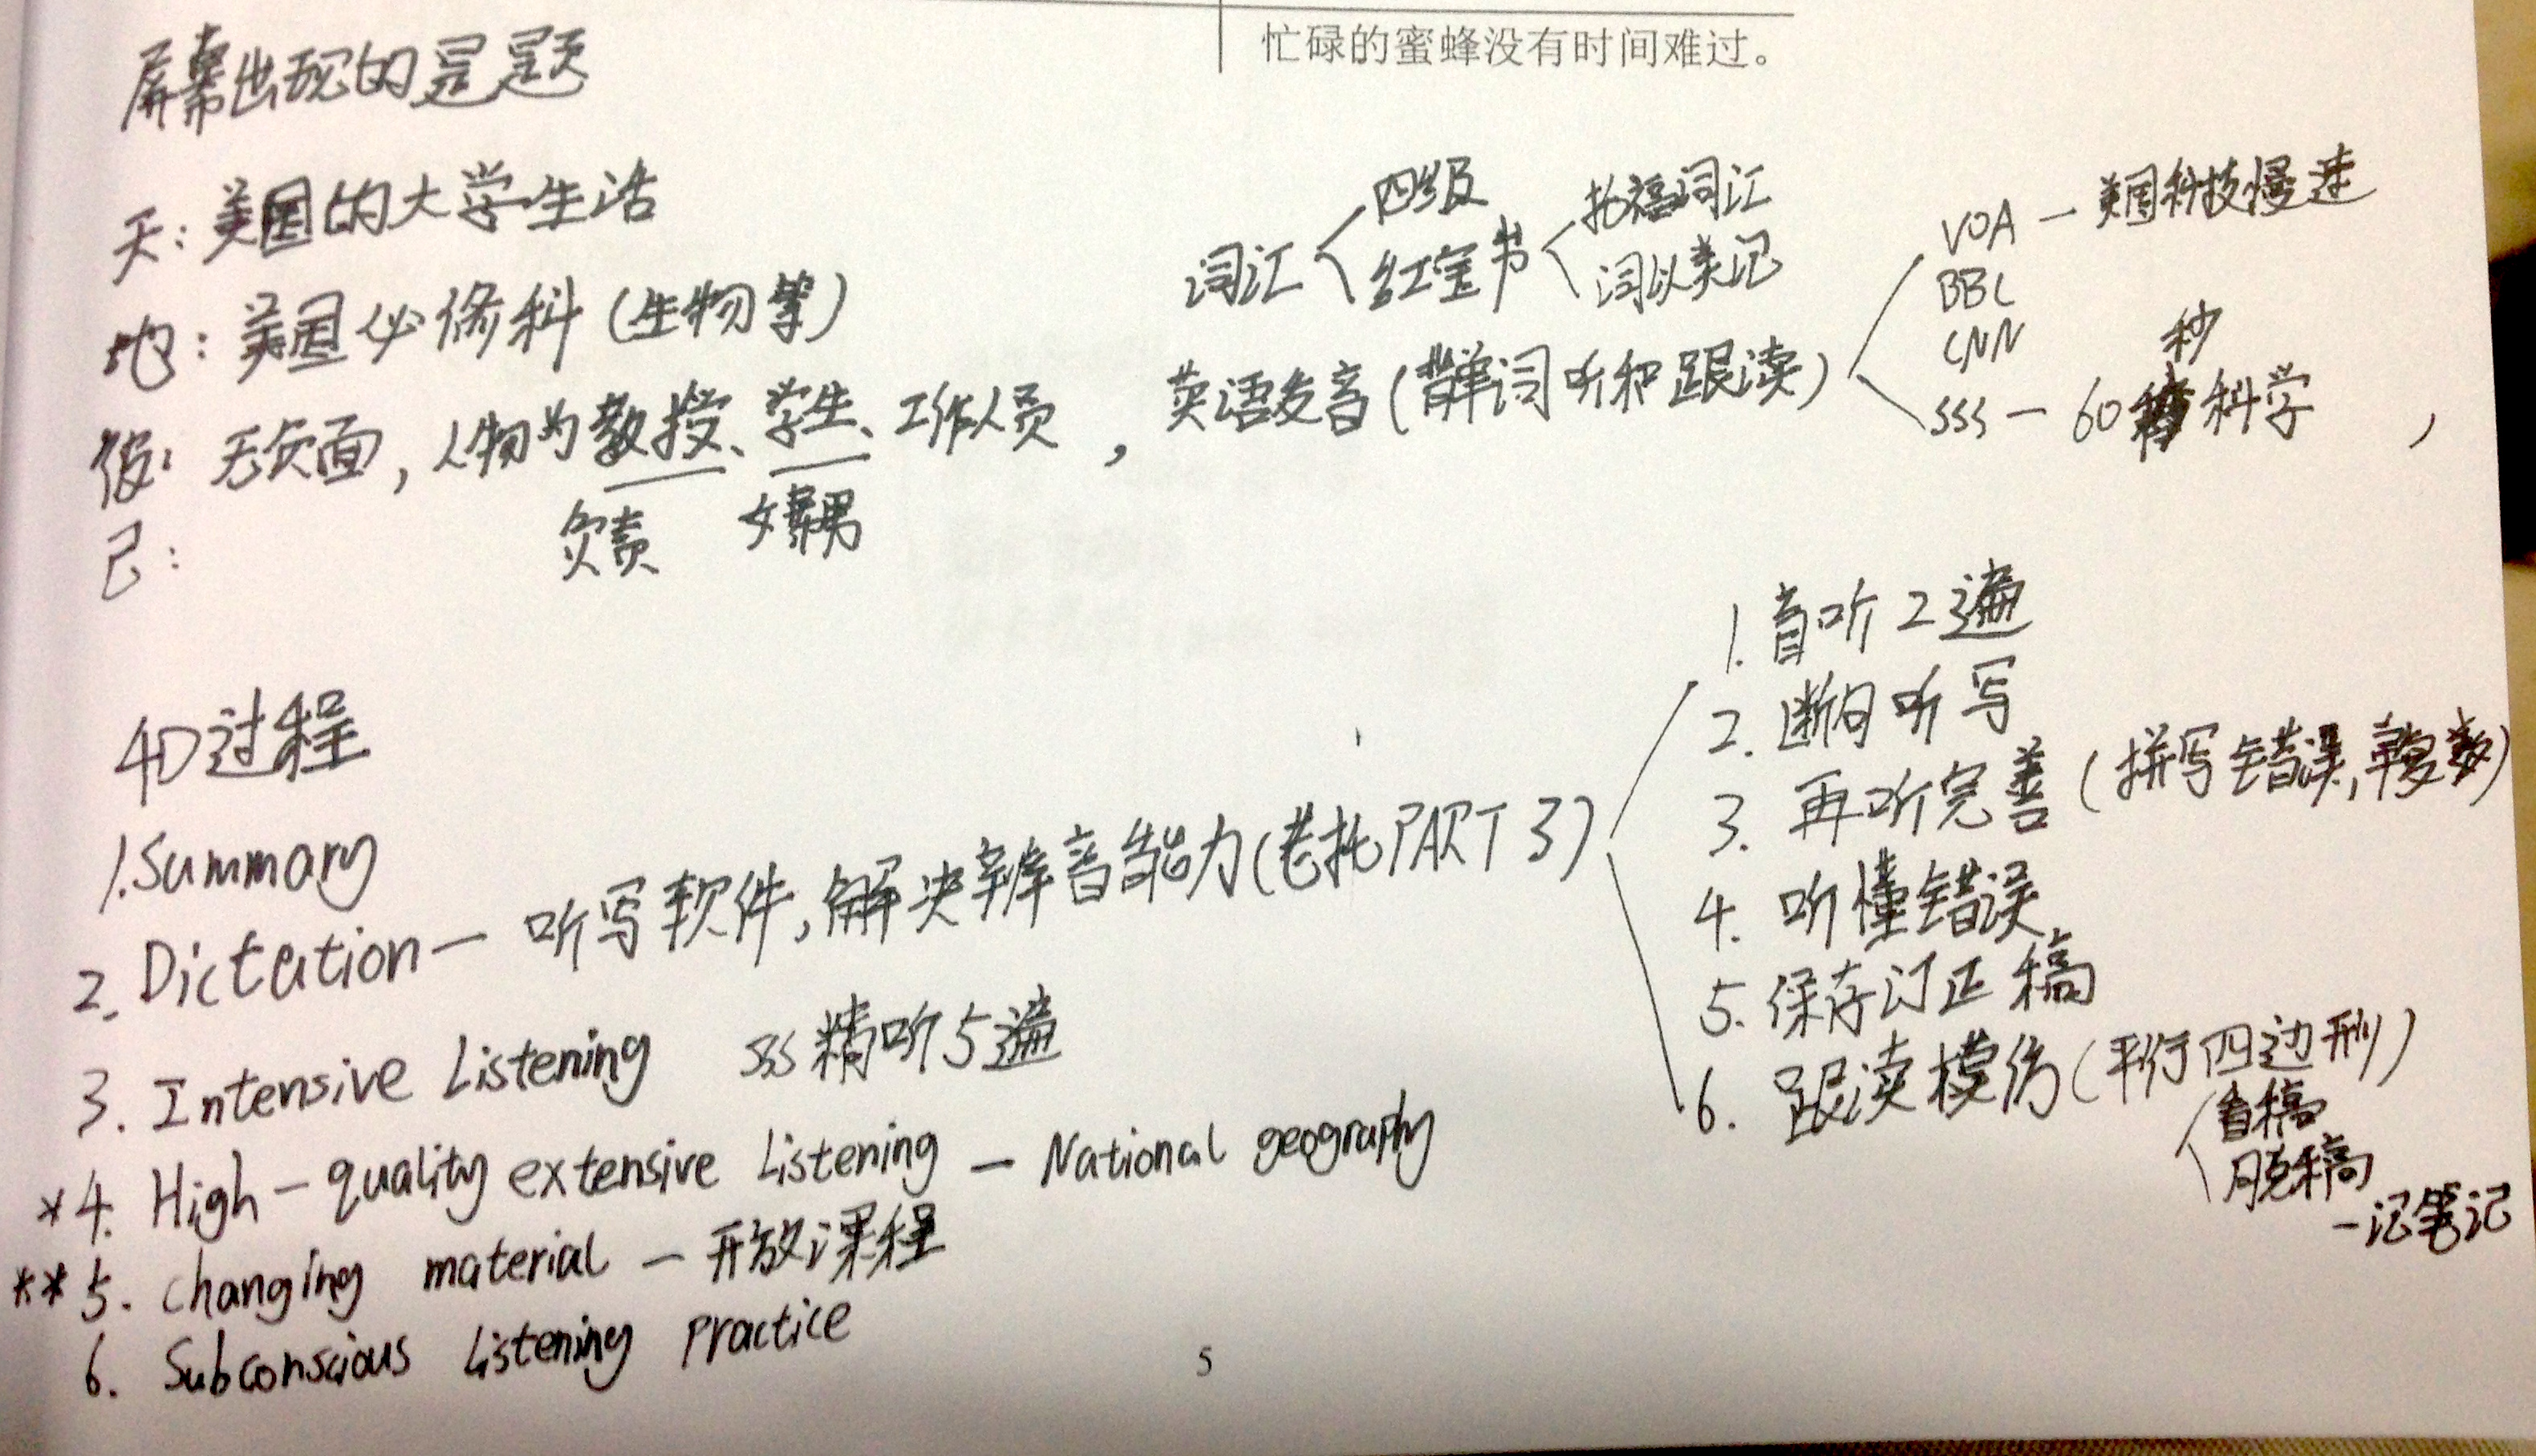 忙碌的蜜蜂没有时间难过。
屏幕出现的是是题
天:美国的大学生活
地:美国必修科(生物等)
假:无负面,人物为教授、学生、工作人员,
负责
女 男
己:
词汇
四级
红宝书
托福词汇
词以类记
英语发音(背单词 听和跟读)
VOA — 美国科技慢速
BBC
CNN
SSS — 60秒科学,
4D过程
1.Summary
2. Dictation — 听写软件,解决辨音能力(老托PART 3)
1. 盲听2遍
2. 断句听写
3. 再听完善(拼写错误,单复数)
4. 听懂错误
5. 保存订正稿
6. 跟读模仿(平行四边形)
看稿
脱稿
—记笔记
3. Intensive Listening SSS精听5遍
*4. High-quality extensive Listening — National geography
**5. changing material — 开放课程
6. Subconscious Listening practice
5